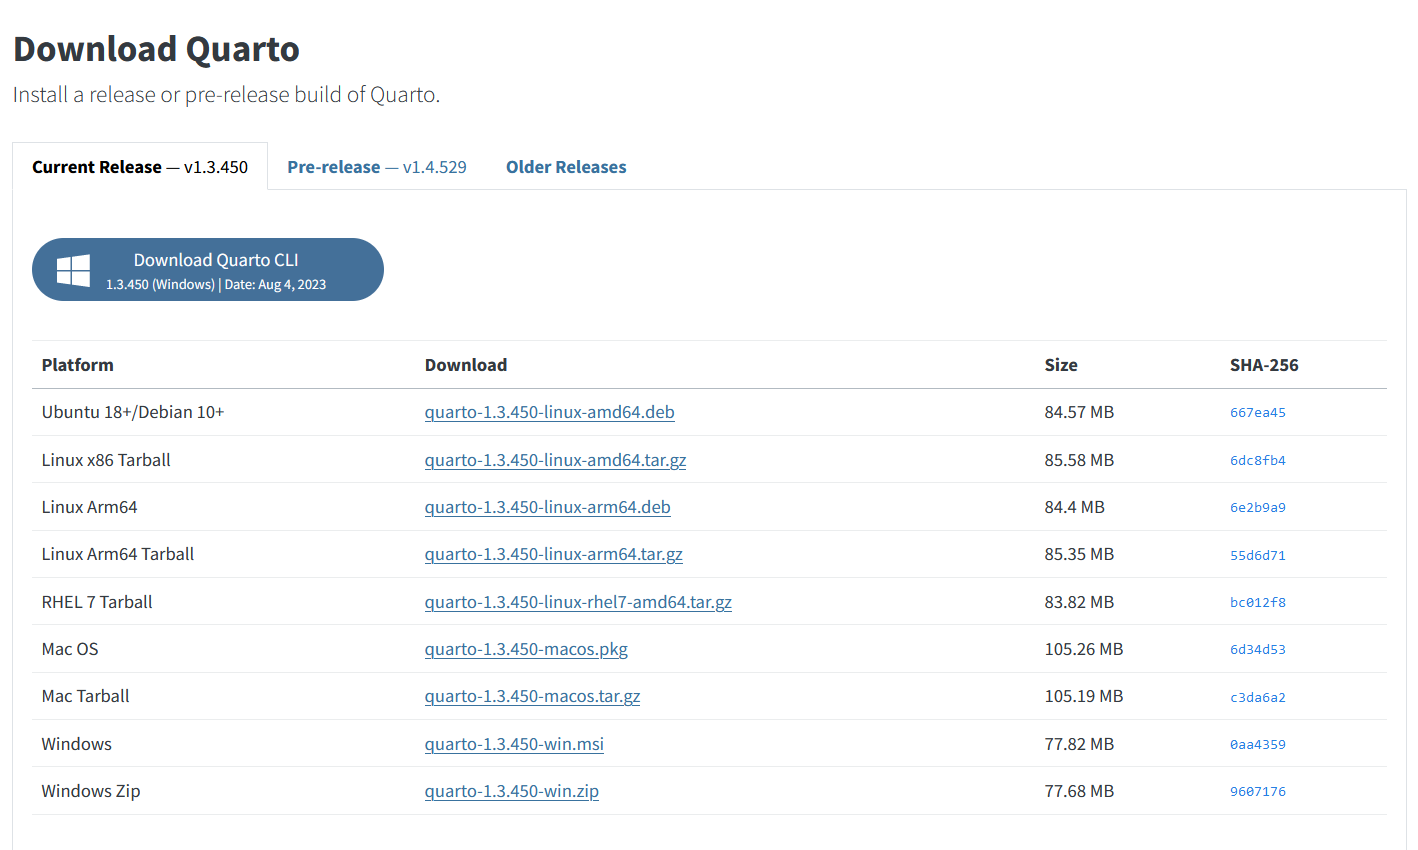 Download Quarto
Install a release or pre-release build of Quarto.
Current Release — v1.3.450 Pre-release — v1.4.529 Older Releases
Download Quarto CLI
1.3.450 (Windows) | Date: Aug 4, 2023
Platform Download Size SHA-256
Ubuntu 18+/Debian 10+ quarto-1.3.450-linux-amd64.deb 84.57 MB 667ea45
Linux x86 Tarball quarto-1.3.450-linux-amd64.tar.gz 85.58 MB 6dc8fb4
Linux Arm64 quarto-1.3.450-linux-arm64.deb 84.4 MB 6e2b9a9
Linux Arm64 Tarball quarto-1.3.450-linux-arm64.tar.gz 85.35 MB 55d6d71
RHEL 7 Tarball quarto-1.3.450-linux-rhel7-amd64.tar.gz 83.82 MB bc012f8
Mac OS quarto-1.3.450-macos.pkg 105.26 MB 6d34d53
Mac Tarball quarto-1.3.450-macos.tar.gz 105.19 MB c3da6a2
Windows quarto-1.3.450-win.msi 77.82 MB 0aa4359
Windows Zip quarto-1.3.450-win.zip 77.68 MB 9607176